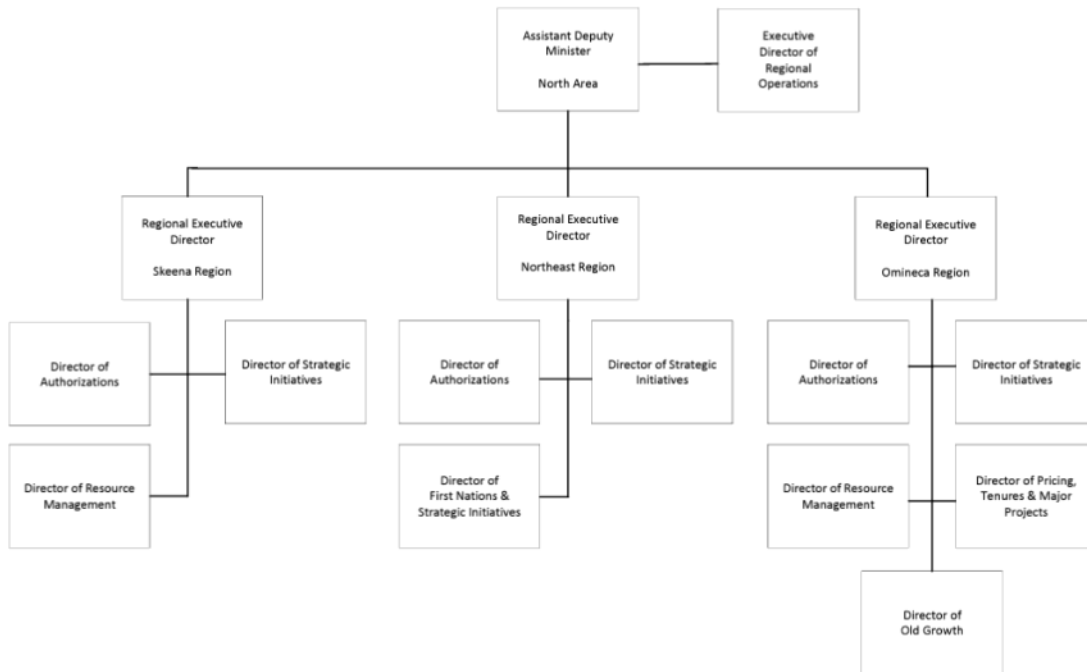 Assistant Deputy
Minister
North Area
Executive
Director of
Regional
Operations
Regional Executive
Director
Skeena Region
Regional Executive
Director
Northeast Region
Regional Executive
Director
Omineca Region
Director of
Authorizations
Director of Strategic
Initiatives
Director of
Authorizations
Director of Strategic
Initiatives
Director of
Authorizations
Director of Strategic
Initiatives
Director of Resource
Management
Director of
First Nations &
Strategic Initiatives
Director of Resource
Management
Director of Pricing,
Tenures & Major
Projects
Director of
Old Growth